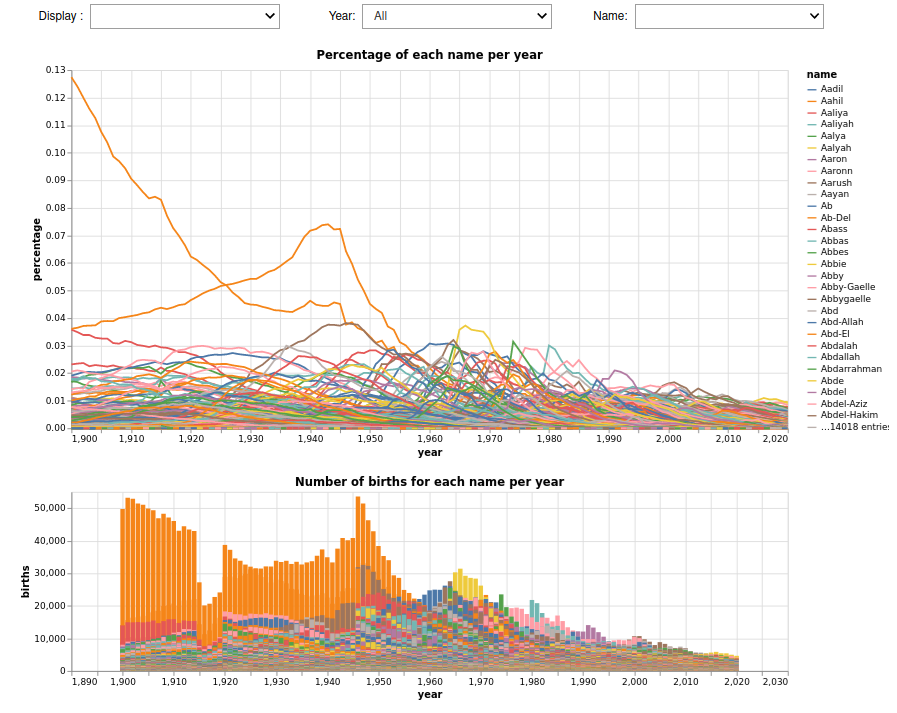 Display : Year: All Name:
Percentage of each name per year
percentage
0.13
0.12
0.11
0.10
0.09
0.08
0.07
0.06
0.05
0.04
0.03
0.02
0.01
0.00
1,900 1,910 1,920 1,930 1,940 1,950 1,960 1,970 1,980 1,990 2,000 2,010 2,020
year
name
Aadil
Aahil
Aaliya
Aaliyah
Aalya
Aalyah
Aaron
Aaronn
Aarush
Aayan
Ab
Ab-Del
Abass
Abbas
Abbes
Abbie
Abby
Abby-Gaelle
Abbygaelle
Abd
Abd-Allah
Abd-El
Abdalah
Abdallah
Abdarrahman
Abde
Abdel
Abdel-Aziz
Abdel-Hakim
...14018 entries
Number of births for each name per year
births
50,000
40,000
30,000
20,000
10,000
0
1,890 1,900 1,910 1,920 1,930 1,940 1,950 1,960 1,970 1,980 1,990 2,000 2,010 2,020 2,030
year